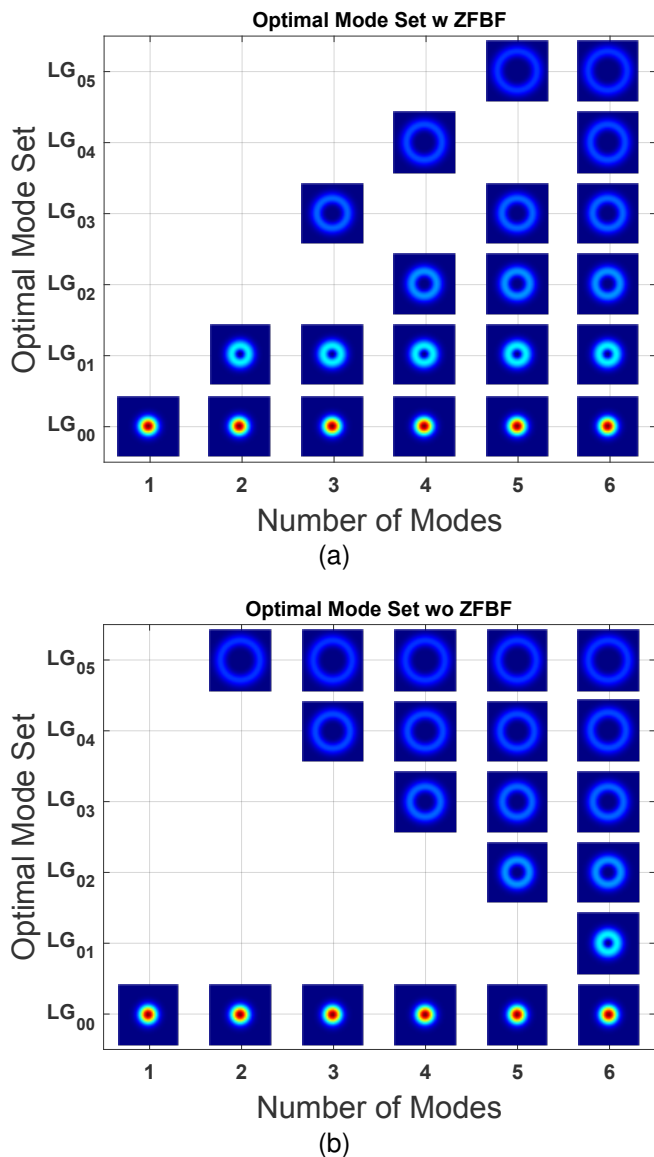 Optimal Mode Set w ZFBF
Optimal Mode Set
LG05
LG04
LG03
LG02
LG01
LG00
1 2 3 4 5 6
Number of Modes
(a)
Optimal Mode Set wo ZFBF
Optimal Mode Set
LG05
LG04
LG03
LG02
LG01
LG00
1 2 3 4 5 6
Number of Modes
(b)